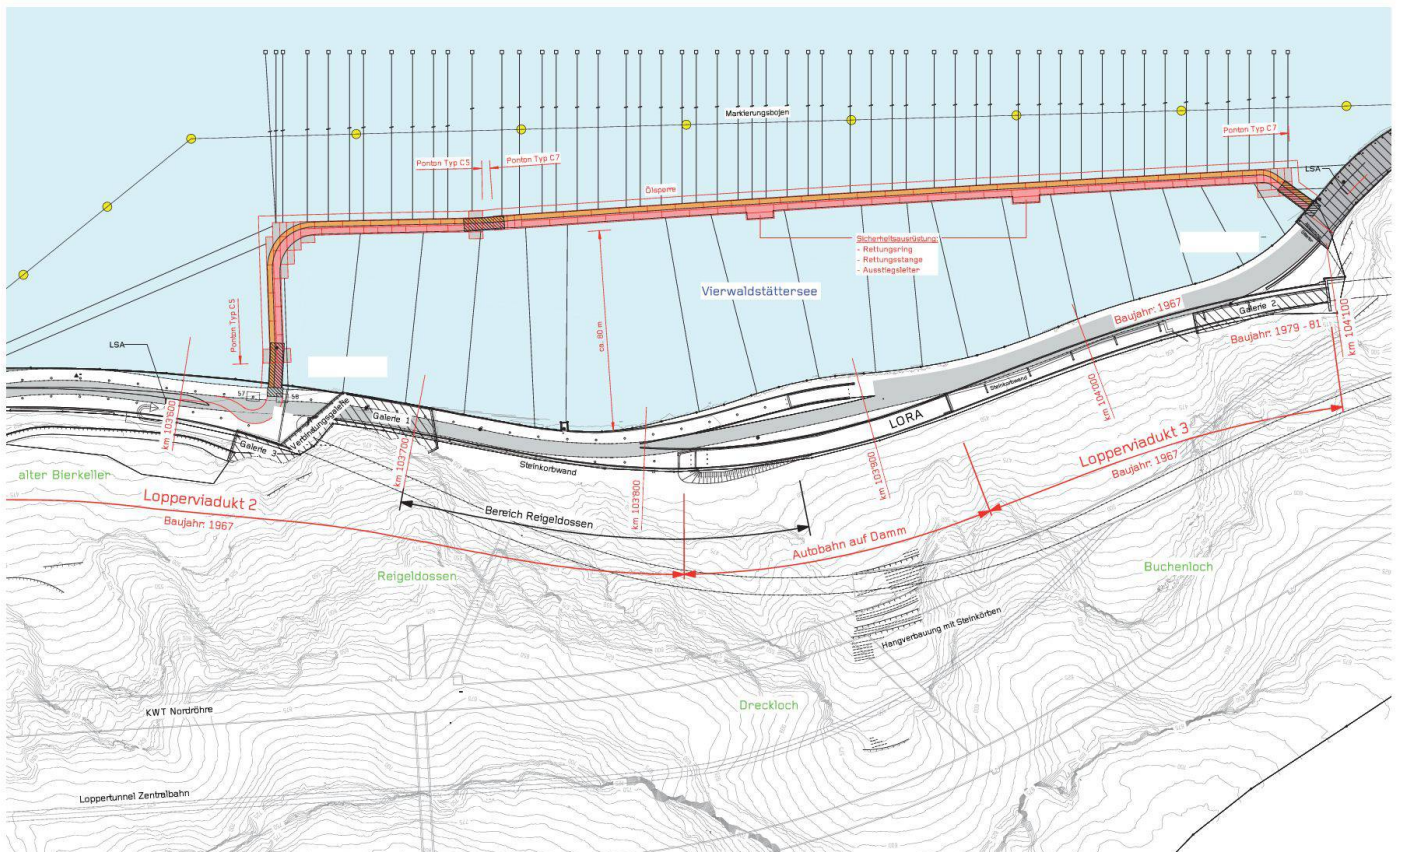 Markierungsbojen
Ponton Typ C7
Ponton Typ C5
Ponton Typ C7
LSA
Ölsperre
Sicherheitsausrüstung:
- Rettungsring
- Rettungsstange
- Ausstiegsleiter
Vierwaldstättersee
Ponton Typ C5
ca. 80 m
Baujahr: 1967
Galerie 2
Baujahr: 1979 - 81
km 104'100
LSA
57
58
km 103'600
Galerie 3
Verbindungsgalerie
Galerie 1
km 103'700
Steinkorbwand
km 103'800
LORA
Steinkorbwand
km 104'000
km 103'900
alter Bierkeller
Lopperviadukt 2
Baujahr: 1967
Bereich Reigeldossen
Autobahn auf Damm
Lopperviadukt 3
Baujahr: 1967
Reigeldossen
Buchenloch
Hangverbauung mit Steinkörben
Dreckloch
KWT Nordröhre
Loppertunnel Zentralbahn